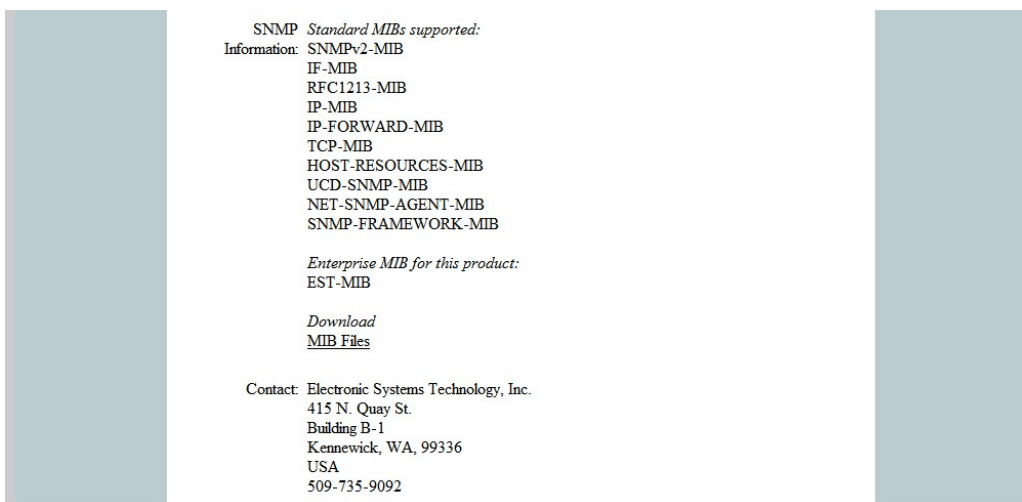 SNMP Standard MIBs supported:
Information: SNMPv2-MIB
IF-MIB
RFC1213-MIB
IP-MIB
IP-FORWARD-MIB
TCP-MIB
HOST-RESOURCES-MIB
UCD-SNMP-MIB
NET-SNMP-AGENT-MIB
SNMP-FRAMEWORK-MIB
Enterprise MIB for this product:
EST-MIB
Download
MIB Files
Contact: Electronic Systems Technology, Inc.
415 N. Quay St.
Building B-1
Kennewick, WA, 99336
USA
509-735-9092